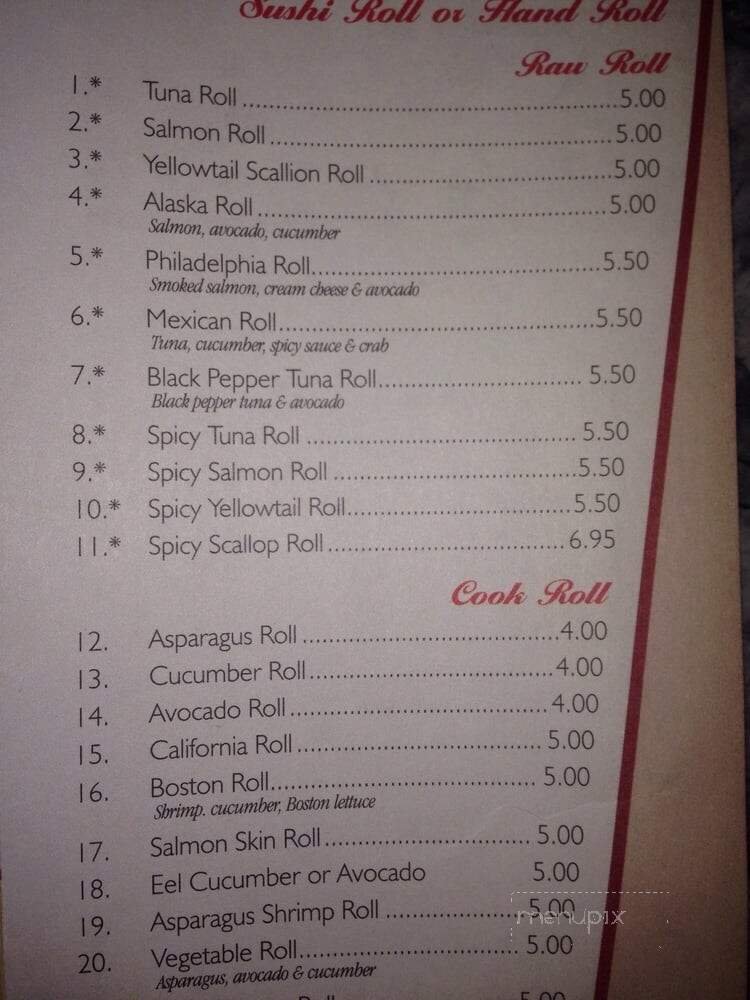 Sushi Roll or Hand Roll
Raw Roll
1.* Tuna Roll ........................................................5.00
2.* Salmon Roll ...................................................5.00
3.* Yellowtail Scallion Roll ....................................5.00
4.* Alaska Roll ....................................................5.00
Salmon, avocado, cucumber
5.* Philadelphia Roll...........................................5.50
Smoked salmon, cream cheese & avocado
6.* Mexican Roll................................................5.50
Tuna, cucumber, spicy sauce & crab
7.* Black Pepper Tuna Roll.............................. 5.50
Black pepper tuna & avocado
8.* Spicy Tuna Roll ........................................ 5.50
9.* Spicy Salmon Roll ....................................5.50
10.* Spicy Yellowtail Roll..................................5.50
11.* Spicy Scallop Roll ...................................6.95
Cook Roll
12. Asparagus Roll ......................................4.00
13. Cucumber Roll.....................................4.00
14. Avocado Roll ......................................4.00
15. California Roll .................................... 5.00
16. Boston Roll........................................ 5.00
Shrimp. cucumber, Boston lettuce
17. Salmon Skin Roll ............................... 5.00
18. Eel Cucumber or Avocado 5.00
19. Asparagus Shrimp Roll .....................5.00
20. Vegetable Roll................................. 5.00
Asparagus, avocado & cucumber
menupix